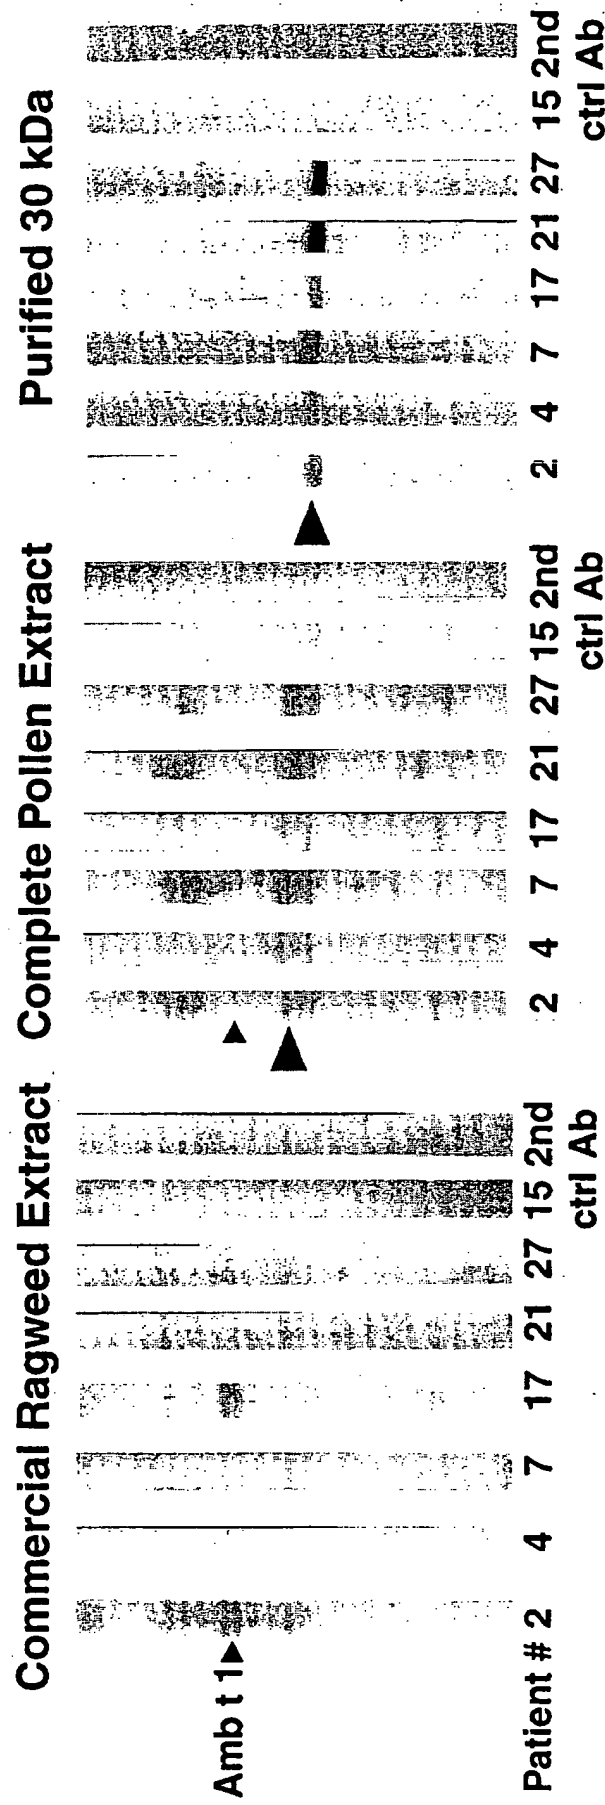 Commercial Ragweed Extract
Amb t 1
Patient # 2 4 7 17 21 27 15 2nd
ctrl Ab
Complete Pollen Extract
2 4 7 17 21 27 15 2nd
ctrl Ab
Purified 30 kDa
2 4 7 17 21 27 15 2nd
ctrl Ab